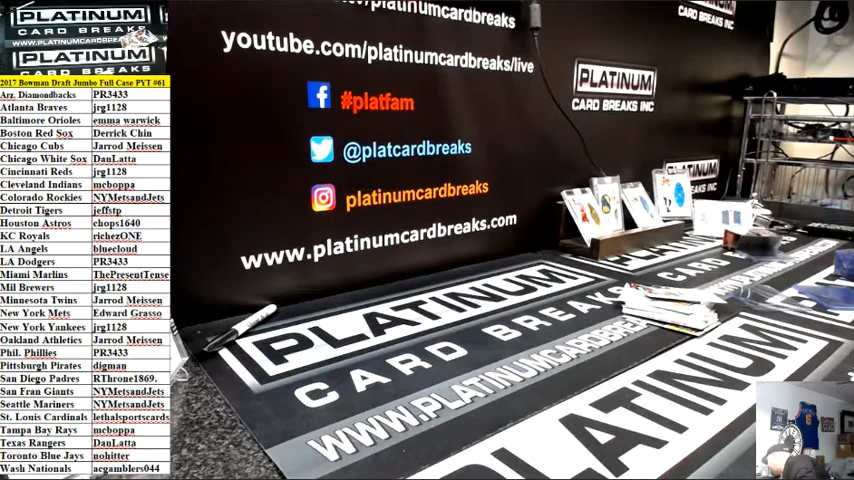 PLATINUM
CARD BREAKS
WWW.PLATINUMCARDBREAKS
PLATINUM
CARD BREAKS
2017 Bowman Draft Jumbo Full Case PYT #61
Arz. Diamondbacks PR3433
Atlanta Braves jrg1128
Baltimore Orioles emma warwick
Boston Red Sox Derrick Chin
Chicago Cubs Jarrod Meissen
Chicago White Sox DanLatta
Cincinnati Reds jrg1128
Cleveland Indians mcboppa
Colorado Rockies NYMetsandJets
Detroit Tigers jeffstp
Houston Astros chops1640
KC Royals richezONE
LA Angels bluecloud
LA Dodgers PR3433
Miami Marlins ThePresentTense
Mil Brewers jrg1128
Minnesota Twins Jarrod Meissen
New York Mets Edward Grasso
New York Yankees jrg1128
Oakland Athletics Jarrod Meissen
Phil. Phillies PR3433
Pittsburgh Pirates digman
San Diego Padres RThrone1869.
San Fran Giants NYMetsandJets
Seattle Mariners NYMetsandJets
St. Louis Cardinals lethalsportscards
Tampa Bay Rays mcboppa
Texas Rangers DanLatta
Toronto Blue Jays nohitter
Wash Nationals acgamblers044
tv/platinumcardbreaks
youtube.com/platinumcardbreaks/live
#platfam
@platcardbreaks
platinumcardbreaks
www.platinumcardbreaks.com
CARD BREAKS INC
PLATINUM
CARD BREAKS INC
PLATINUM
CARD BREAKS
WWW.PLATINUMCARDBREAKS
PLATINUM